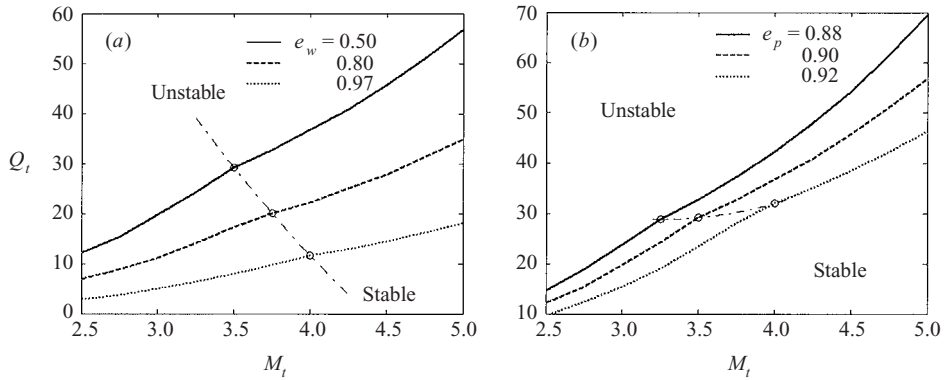 (a)
e_w = 0.50
0.80
0.97
Unstable
Stable
Q_t
60
50
40
30
20
10
0
2.5 3.0 3.5 4.0 4.5 5.0
M_t
(b)
e_p = 0.88
0.90
0.92
Unstable
Stable
70
60
50
40
30
20
10
2.5 3.0 3.5 4.0 4.5 5.0
M_t